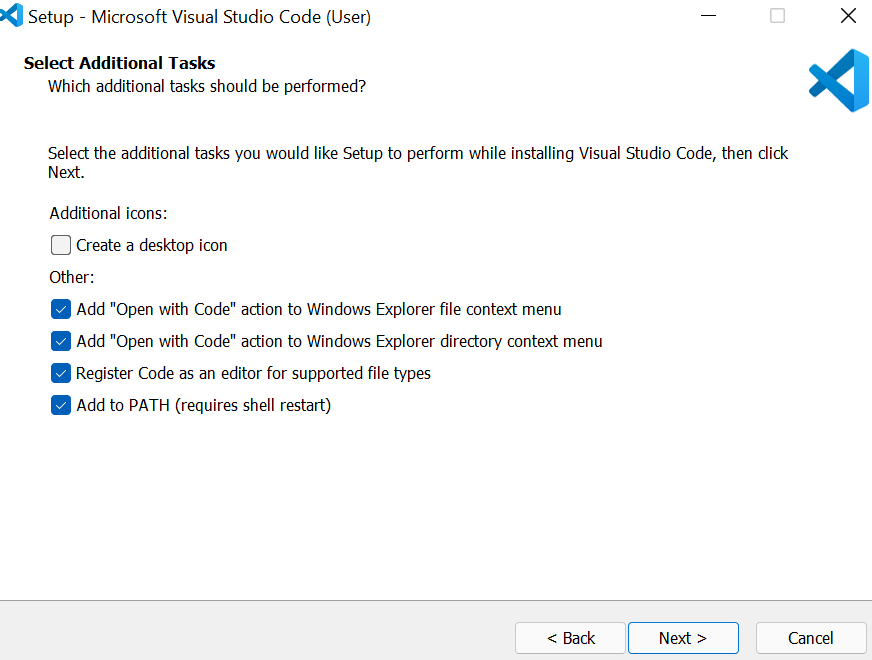 Setup - Microsoft Visual Studio Code (User)
Select Additional Tasks
Which additional tasks should be performed?
Select the additional tasks you would like Setup to perform while installing Visual Studio Code, then click
Next.
Additional icons:
Create a desktop icon
Other:
Add "Open with Code" action to Windows Explorer file context menu
Add "Open with Code" action to Windows Explorer directory context menu
Register Code as an editor for supported file types
Add to PATH (requires shell restart)
< Back Next > Cancel